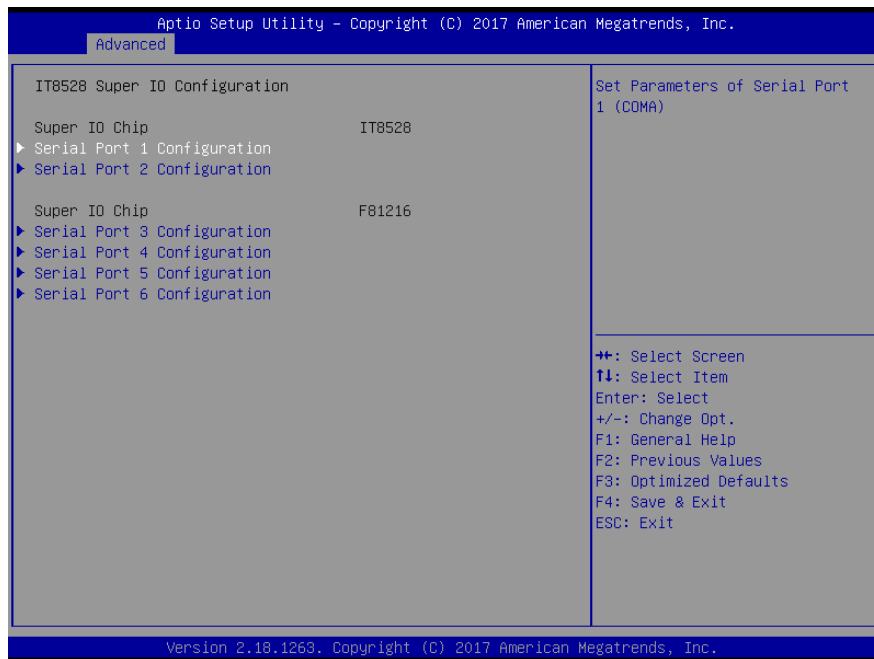 Aptio Setup Utility – Copyright (C) 2017 American Megatrends, Inc.
Advanced
IT8528 Super IO Configuration
Super IO Chip IT8528
▶ Serial Port 1 Configuration
▶ Serial Port 2 Configuration
Super IO Chip F81216
▶ Serial Port 3 Configuration
▶ Serial Port 4 Configuration
▶ Serial Port 5 Configuration
▶ Serial Port 6 Configuration
Set Parameters of Serial Port
1 (COMA)
→←: Select Screen
↑↓: Select Item
Enter: Select
+/-: Change Opt.
F1: General Help
F2: Previous Values
F3: Optimized Defaults
F4: Save & Exit
ESC: Exit
Version 2.18.1263. Copyright (C) 2017 American Megatrends, Inc.